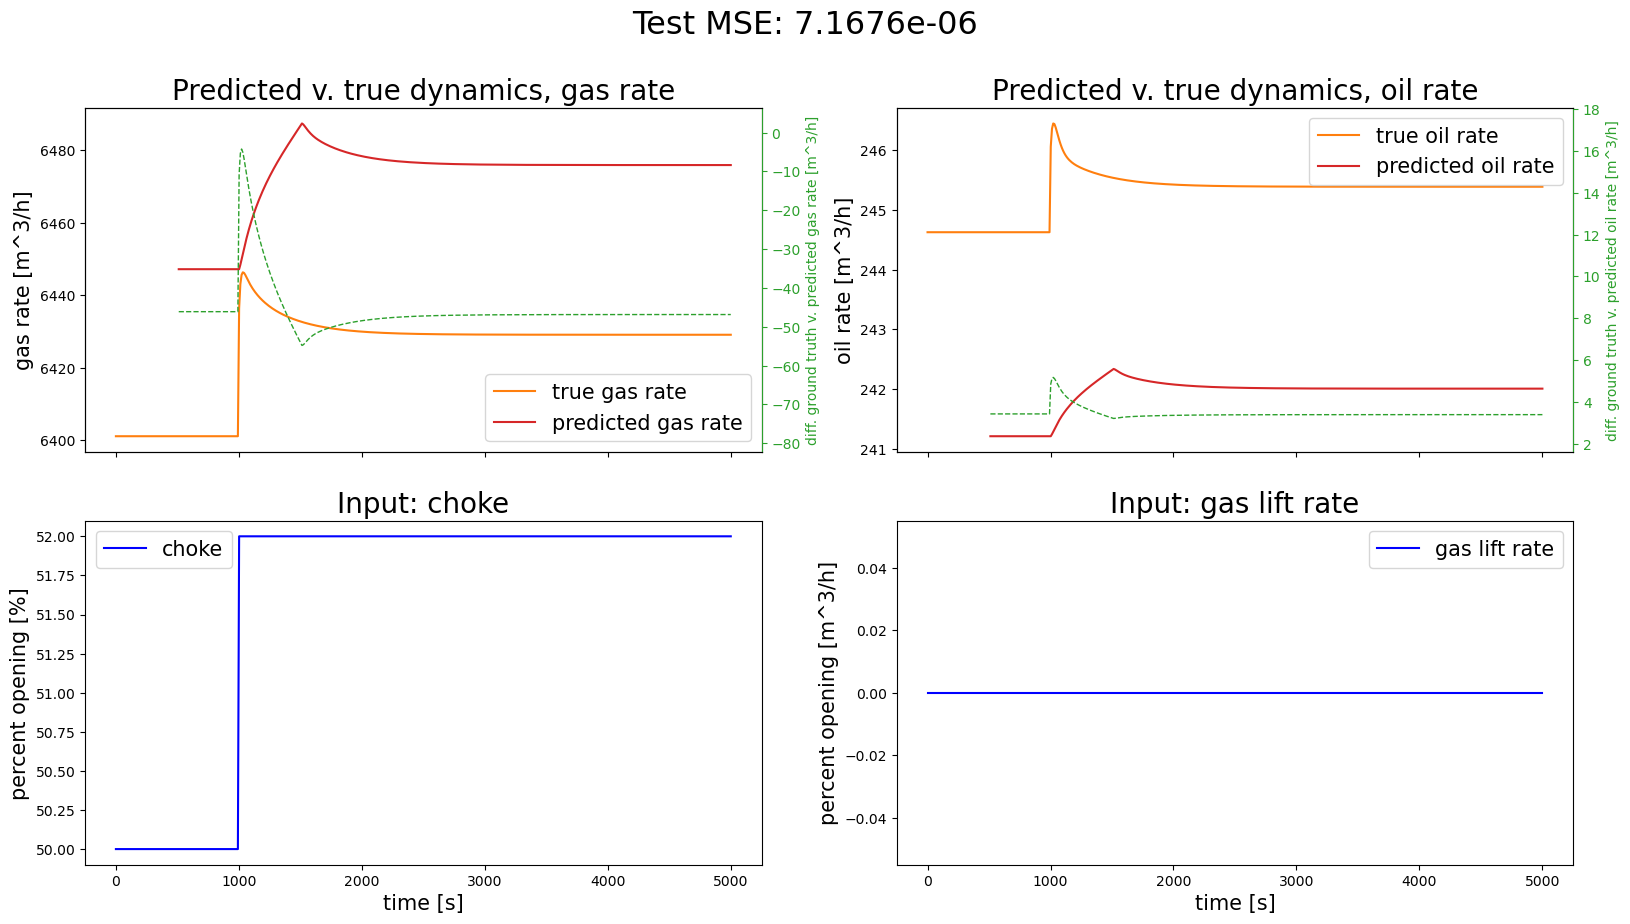 Test MSE: 7.1676e-06
Predicted v. true dynamics, gas rate
gas rate [m^3/h]
6480
6460
6440
6420
6400
true gas rate
predicted gas rate
0
−10
−20
−30
−40
−50
−60
−70
−80
diff. ground truth v. predicted gas rate [m^3/h]
Predicted v. true dynamics, oil rate
oil rate [m^3/h]
246
245
244
243
242
241
true oil rate
predicted oil rate
18
16
14
12
10
8
6
4
2
diff. ground truth v. predicted oil rate [m^3/h]
Input: choke
percent opening [%]
52.00
51.75
51.50
51.25
51.00
50.75
50.50
50.25
50.00
choke
0 1000 2000 3000 4000 5000
time [s]
Input: gas lift rate
percent opening [m^3/h]
0.04
0.02
0.00
−0.02
−0.04
gas lift rate
0 1000 2000 3000 4000 5000
time [s]